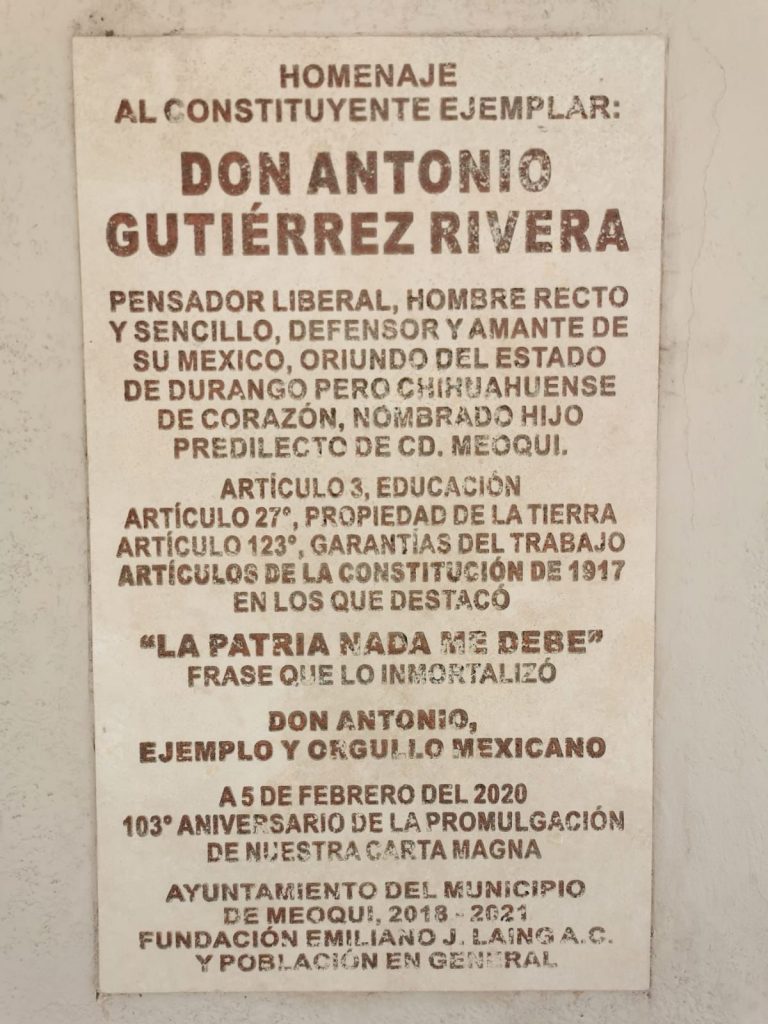 HOMENAJE
AL CONSTITUYENTE EJEMPLAR:
DON ANTONIO
GUTIÉRREZ RIVERA
PENSADOR LIBERAL, HOMBRE RECTO
Y SENCILLO, DEFENSOR Y AMANTE DE
SU MEXICO, ORIUNDO DEL ESTADO
DE DURANGO PERO CHIHUAHUENSE
DE CORAZÓN, NOMBRADO HIJO
PREDILECTO DE CD. MEOQUI.
ARTÍCULO 3, EDUCACIÓN
ARTÍCULO 27°, PROPIEDAD DE LA TIERRA
ARTÍCULO 123°, GARANTÍAS DEL TRABAJO
ARTÍCULOS DE LA CONSTITUCIÓN DE 1917
EN LOS QUE DESTACÓ
“LA PATRIA NADA ME DEBE”
FRASE QUE LO INMORTALIZÓ
DON ANTONIO,
EJEMPLO Y ORGULLO MEXICANO
A 5 DE FEBRERO DEL 2020
103° ANIVERSARIO DE LA PROMULGACIÓN
DE NUESTRA CARTA MAGNA
AYUNTAMIENTO DEL MUNICIPIO
DE MEOQUI, 2018 - 2021
FUNDACIÓN EMILIANO J. LAING A.C.
Y POBLACIÓN EN GENERAL